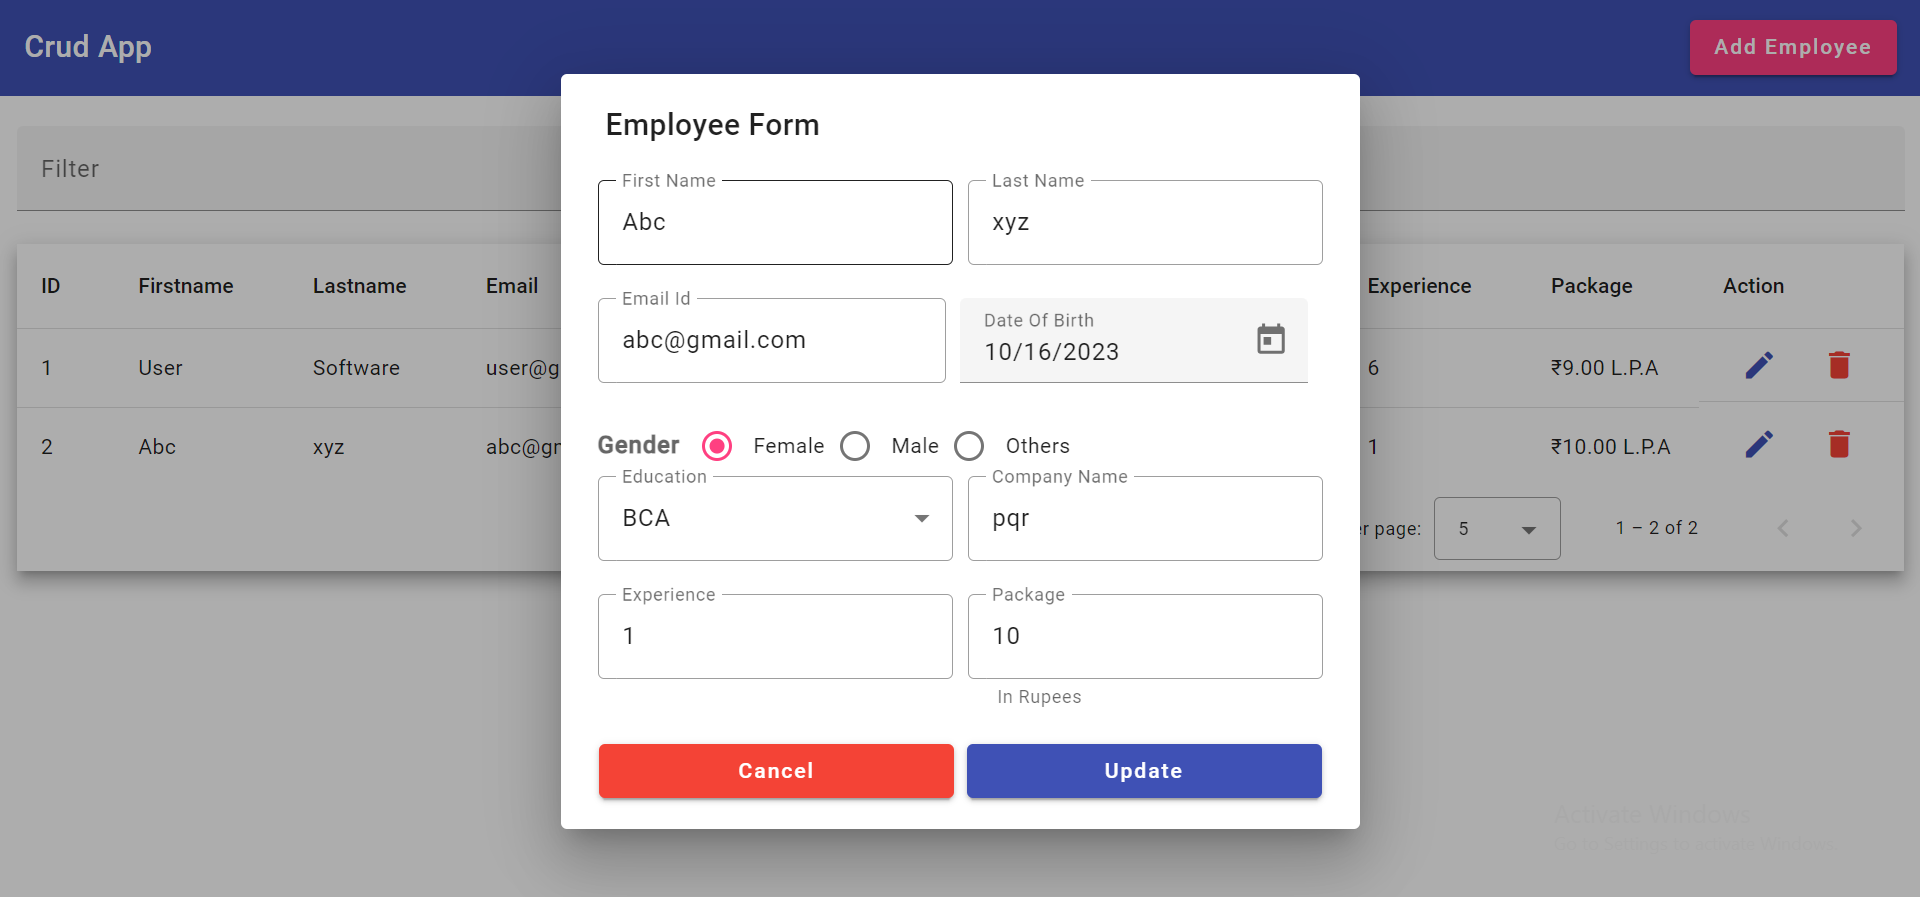 Crud App
Add Employee
Filter
ID Firstname Lastname Email Experience Package Action
1 User Software user@g 6 ₹9.00 L.P.A
2 Abc xyz abc@g 1 ₹10.00 L.P.A
page: 5 1 – 2 of 2
Employee Form
First Name Last Name
Abc xyz
Email Id Date Of Birth
abc@gmail.com 10/16/2023
Gender Female Male Others
Education Company Name
BCA pqr
Experience Package
1 10
In Rupees
Cancel Update
Activate Windows
Go to Settings to activate Windows.